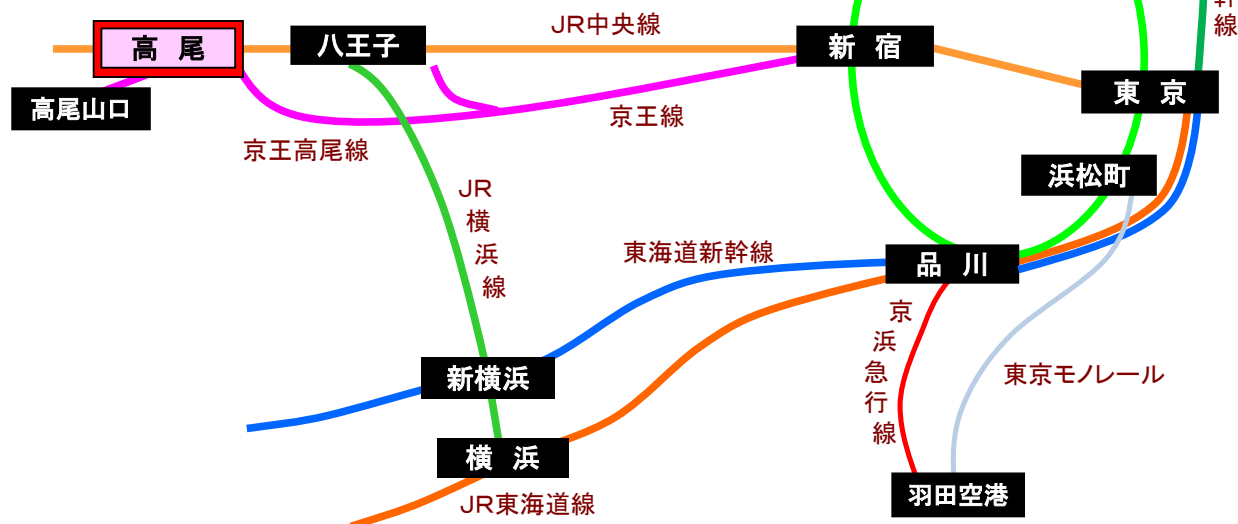 幹線
JR中央線
高尾
八王子
新宿
東京
高尾山口
京王線
京王高尾線
浜松町
JR横浜線
東海道新幹線
品川
京浜急行線
東京モノレール
新横浜
横浜
羽田空港
JR東海道線